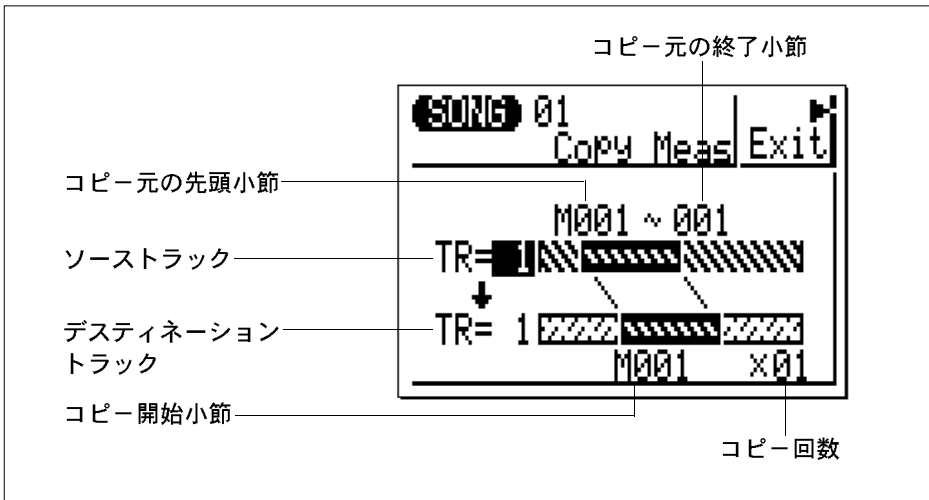 コピー元の終了小節
SONG 01
Copy Meas Exit
コピー元の先頭小節
M001 ~ 001
ソーストラック
TR= 1
デスティネーション
トラック
TR= 1
M001 ×01
コピー開始小節
コピー回数